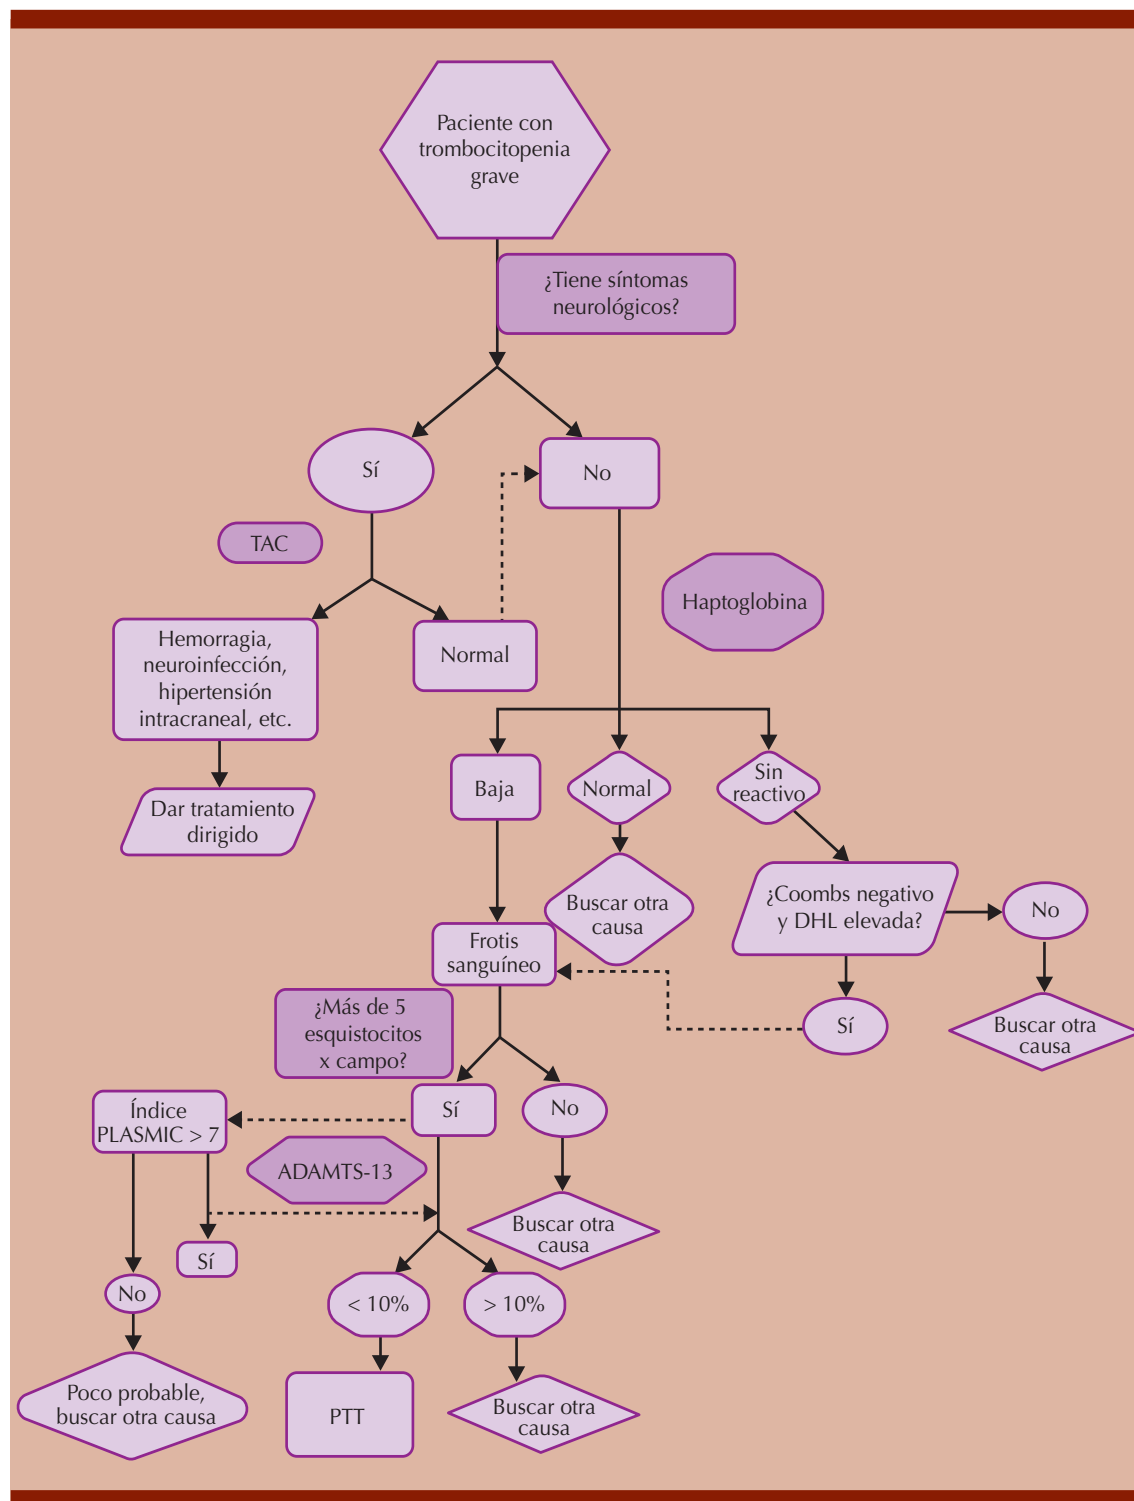 Paciente con
trombocitopenia
grave
¿Tiene síntomas
neurológicos?
Sí
No
TAC
Haptoglobina
Hemorragia,
neuroinfección,
hipertensión
intracraneal, etc.
Normal
Dar tratamiento
dirigido
Baja
Normal
Sin
reactivo
Buscar otra
causa
¿Coombs negativo
y DHL elevada?
No
Frotis
sanguíneo
Sí
Buscar otra
causa
¿Más de 5
esquistocitos
x campo?
Sí
No
Índice
PLASMIC > 7
ADAMTS-13
Buscar otra
causa
Sí
No
< 10%
> 10%
Poco probable,
buscar otra causa
PTT
Buscar otra
causa